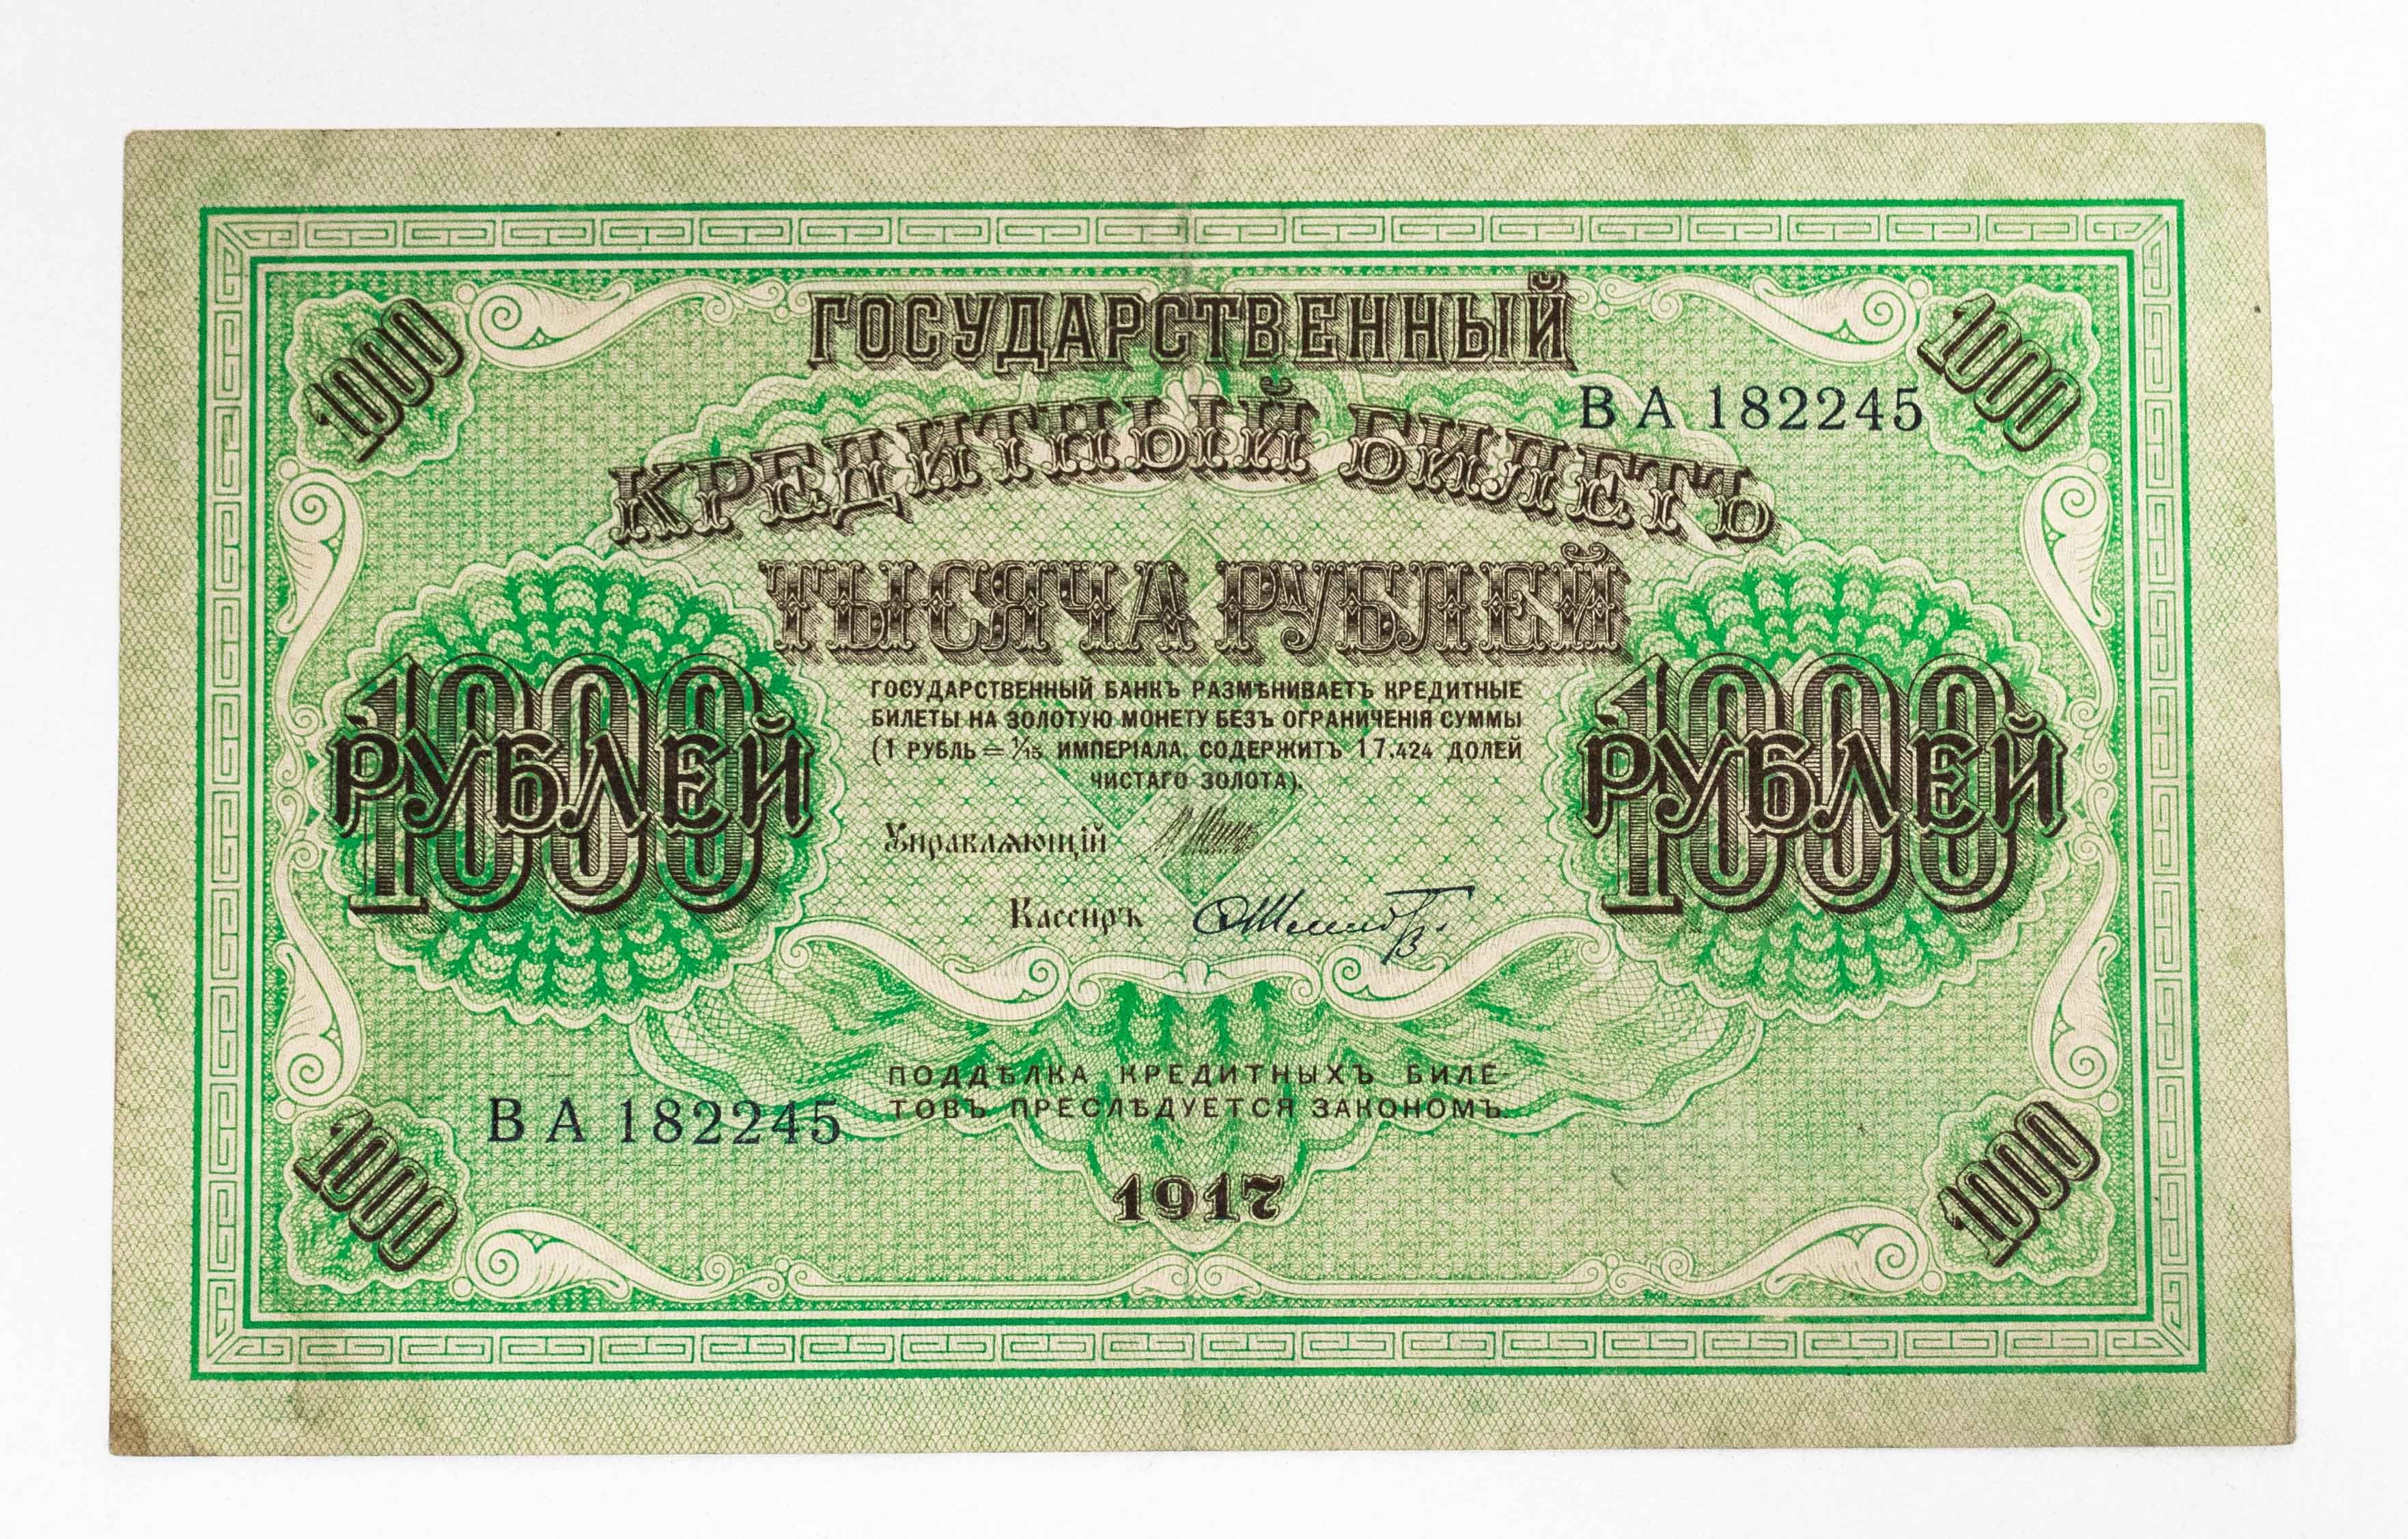 1000
ГОСУДАРСТВЕННЫЙ
1000
ВА 182245
КРЕДИТНЫЙ БИЛЕТЪ
ТЫСЯЧА РУБЛЕЙ
1000
РУБЛЕЙ
ГОСУДАРСТВЕННЫЙ БАНКЪ РАЗМѢНИВАЕТЪ КРЕДИТНЫЕ
БИЛЕТЫ НА ЗОЛОТУЮ МОНЕТУ БЕЗЪ ОГРАНИЧЕНІЯ СУММЫ
(1 РУБЛЬ = 1/15 ИМПЕРІАЛА, СОДЕРЖИТЪ 17.424 ДОЛЕЙ
ЧИСТАГО ЗОЛОТА).
1000
РУБЛЕЙ
Управляющій
Кассиръ
ПОДДѢЛКА КРЕДИТНЫХЪ БИЛЕ-
ТОВЪ ПРЕСЛѢДУЕТСЯ ЗАКОНОМЪ
ВА 182245
1000
1917
1000